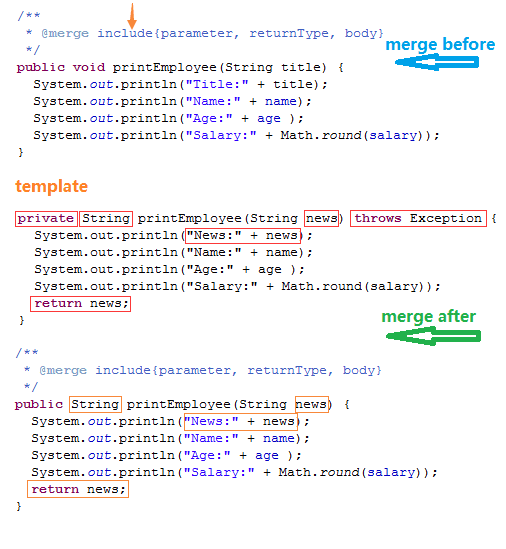 /**
* @merge include{parameter, returnType, body}
*/
merge before
public void printEmployee(String title) {
System.out.println("Title:" + title);
System.out.println("Name:" + name);
System.out.println("Age:" + age );
System.out.println("Salary:" + Math.round(salary));
}
template
private String printEmployee(String news) throws Exception {
System.out.println("News:" + news);
System.out.println("Name:" + name);
System.out.println("Age:" + age );
System.out.println("Salary:" + Math.round(salary));
return news;
}
merge after
/**
* @merge include{parameter, returnType, body}
*/
public String printEmployee(String news) {
System.out.println("News:" + news);
System.out.println("Name:" + name);
System.out.println("Age:" + age );
System.out.println("Salary:" + Math.round(salary));
return news;
}